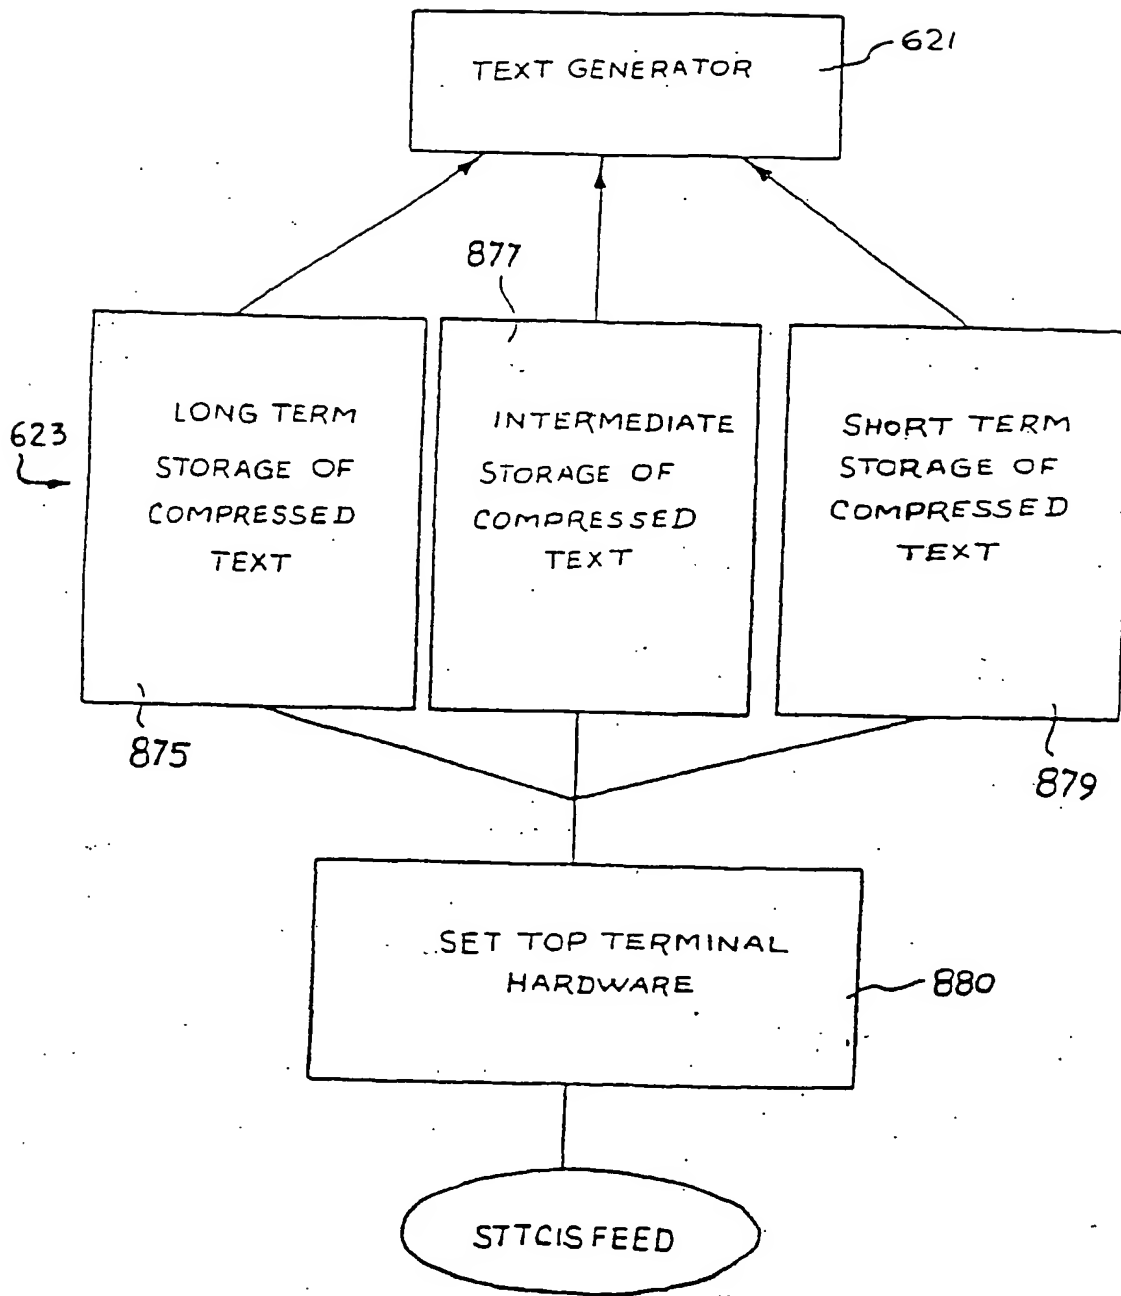 TEXT GENERATOR
621
877
623
LONG TERM
STORAGE OF
COMPRESSED
TEXT
INTERMEDIATE
STORAGE OF
COMPRESSED
TEXT
SHORT TERM
STORAGE OF
COMPRESSED
TEXT
875
879
SET TOP TERMINAL
HARDWARE
880
STTCIS FEED